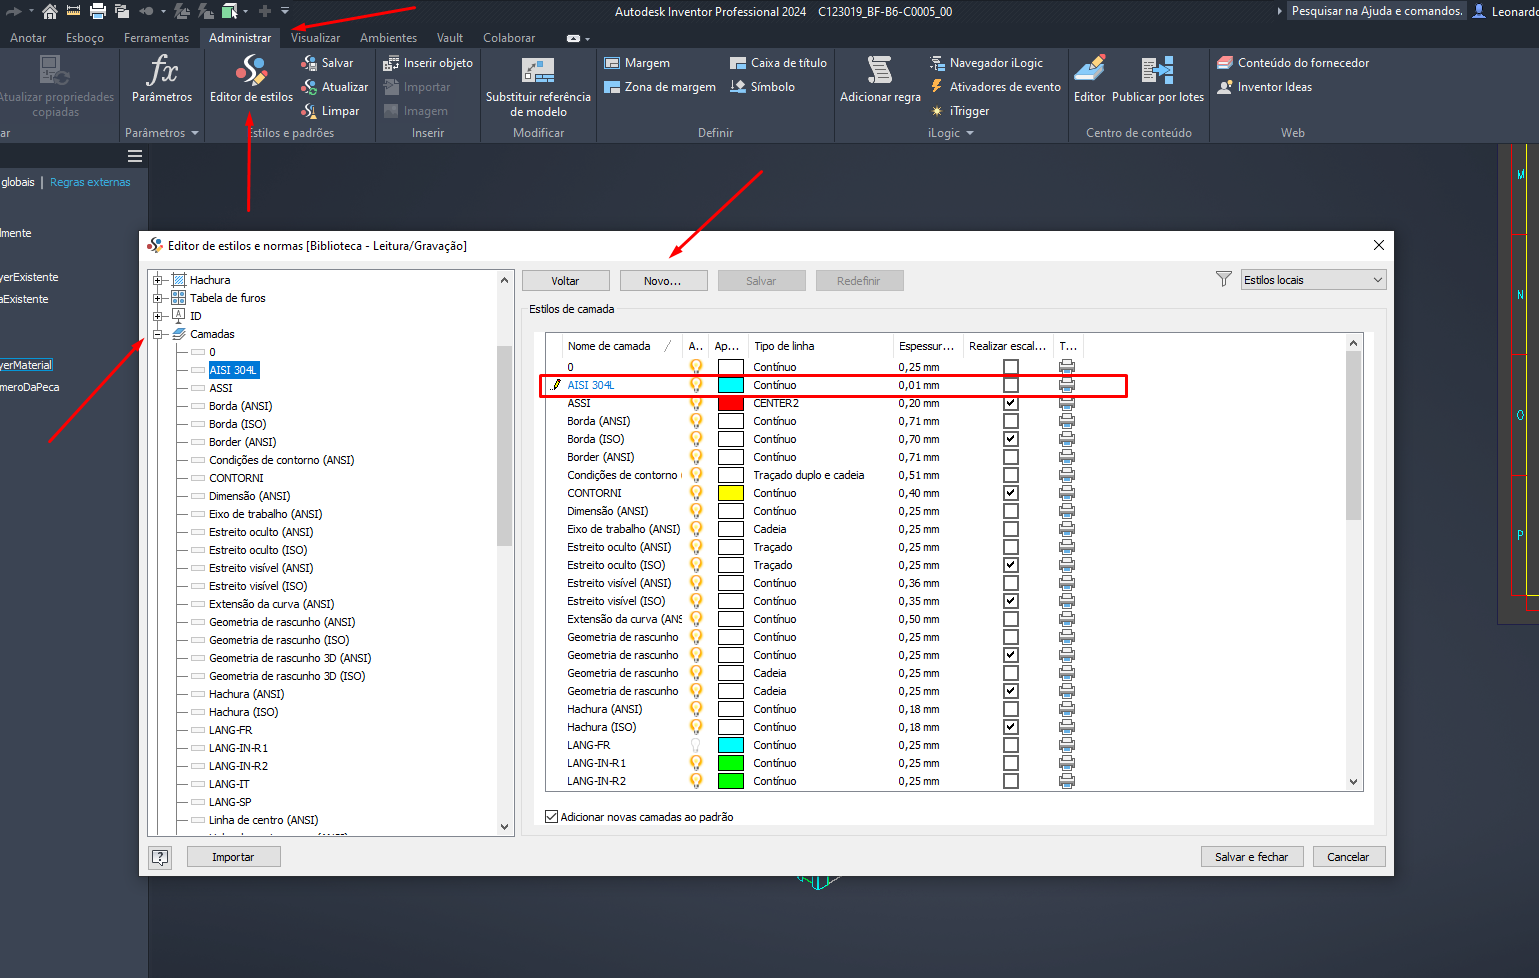 Autodesk Inventor Professional 2024 C123019_BF-B6-C0005_00
Pesquisar na Ajuda e comandos.
Leonardo
Anotar Esboço Ferramentas Administrar Visualizar Ambientes Vault Colaborar
Atualizar propriedades
copiadas
ar
fx
Parâmetros
Parâmetros
Editor de estilos
Salvar
Atualizar
Limpar
Estilos e padrões
Inserir objeto
Importar
Imagem
Inserir
Substituir referência
de modelo
Modificar
Margem
Zona de margem
Caixa de título
Símbolo
Definir
Adicionar regra
Navegador iLogic
Ativadores de evento
iTrigger
iLogic
Editor
Publicar por lotes
Centro de conteúdo
Conteúdo do fornecedor
Inventor Ideas
Web
globais | Regras externas
lmente
yerExistente
aExistente
yerMaterial
meroDaPeca
M
N
O
P
Editor de estilos e normas [Biblioteca - Leitura/Gravação]
Hachura
Tabela de furos
A
ID
Camadas
0
AISI 304L
ASSI
Borda (ANSI)
Borda (ISO)
Border (ANSI)
Condições de contorno (ANSI)
CONTORNI
Dimensão (ANSI)
Eixo de trabalho (ANSI)
Estreito oculto (ANSI)
Estreito oculto (ISO)
Estreito visível (ANSI)
Estreito visível (ISO)
Extensão da curva (ANSI)
Geometria de rascunho (ANSI)
Geometria de rascunho (ISO)
Geometria de rascunho 3D (ANSI)
Geometria de rascunho 3D (ISO)
Hachura (ANSI)
Hachura (ISO)
LANG-FR
LANG-IN-R1
LANG-IN-R2
LANG-IT
LANG-SP
Linha de centro (ANSI)
Voltar Novo... Salvar Redefinir
Estilos locais
Estilos de camada
Nome de camada A.. Ap... Tipo de linha Espessur... Realizar escal... T...
0 Contínuo 0,25 mm
AISI 304L Contínuo 0,01 mm
ASSI CENTER2 0,20 mm
Borda (ANSI) Contínuo 0,71 mm
Borda (ISO) Contínuo 0,70 mm
Border (ANSI) Contínuo 0,71 mm
Condições de contorno ( Traçado duplo e cadeia 0,51 mm
CONTORNI Contínuo 0,40 mm
Dimensão (ANSI) Contínuo 0,25 mm
Eixo de trabalho (ANSI) Cadeia 0,25 mm
Estreito oculto (ANSI) Traçado 0,25 mm
Estreito oculto (ISO) Traçado 0,25 mm
Estreito visível (ANSI) Contínuo 0,36 mm
Estreito visível (ISO) Contínuo 0,35 mm
Extensão da curva (ANS Contínuo 0,50 mm
Geometria de rascunho Contínuo 0,25 mm
Geometria de rascunho Contínuo 0,25 mm
Geometria de rascunho Cadeia 0,25 mm
Geometria de rascunho Cadeia 0,25 mm
Hachura (ANSI) Contínuo 0,18 mm
Hachura (ISO) Contínuo 0,18 mm
LANG-FR Contínuo 0,25 mm
LANG-IN-R1 Contínuo 0,25 mm
LANG-IN-R2 Contínuo 0,25 mm
Adicionar novas camadas ao padrão
?
Importar
Salvar e fechar
Cancelar